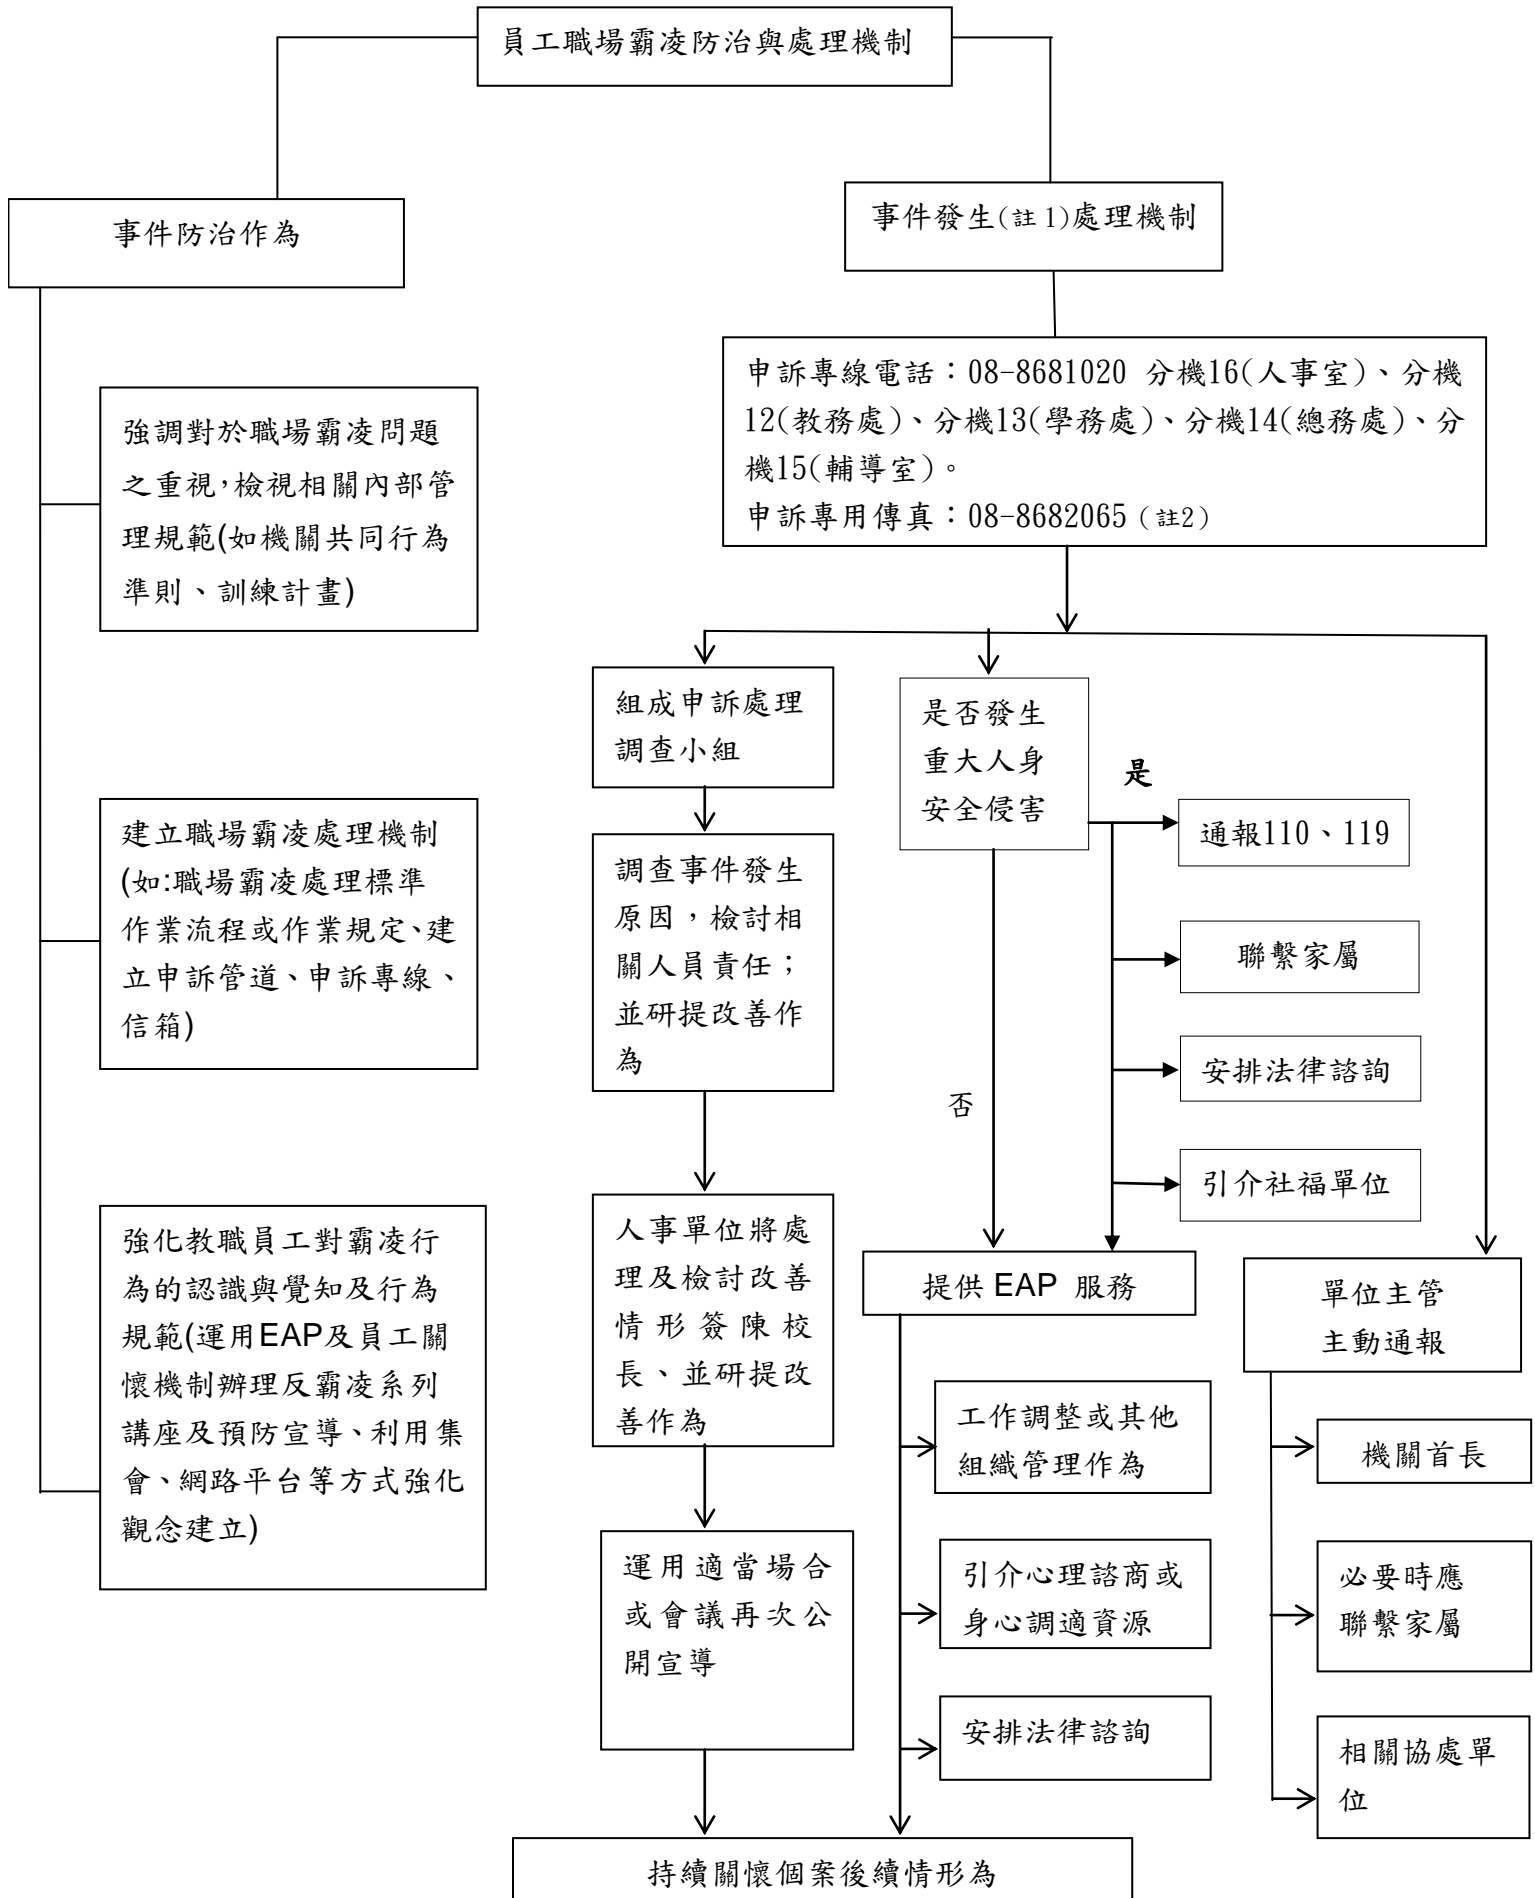 員工職場霸凌防治與處理機制
事件防治作為
強調對於職場霸凌問題
之重視,檢視相關內部管
理規範(如機關共同行為
準則、訓練計畫)
建立職場霸凌處理機制
(如:職場霸凌處理標準
作業流程或作業規定、建
立申訴管道、申訴專線、
信箱)
強化教職員工對霸凌行
為的認識與覺知及行為
規範(運用EAP及員工關
懷機制辦理反霸凌系列
講座及預防宣導、利用集
會、網路平台等方式強化
觀念建立)
事件發生(註1)處理機制
申訴專線電話：08-8681020 分機16(人事室)、分機
12(教務處)、分機13(學務處)、分機14(總務處)、分
機15(輔導室)。
申訴專用傳真：08-8682065（註2）
組成申訴處理
調查小組
調查事件發生
原因，檢討相
關人員責任；
並研提改善作
為
人事單位將處
理及檢討改善
情形簽陳校
長、並研提改
善作為
運用適當場合
或會議再次公
開宣導
是否發生
重大人身
安全侵害
是
否
通報110、119
聯繫家屬
安排法律諮詢
引介社福單位
提供 EAP 服務
工作調整或其他
組織管理作為
引介心理諮商或
身心調適資源
安排法律諮詢
單位主管
主動通報
機關首長
必要時應
聯繫家屬
相關協處單
位
持續關懷個案後續情形為